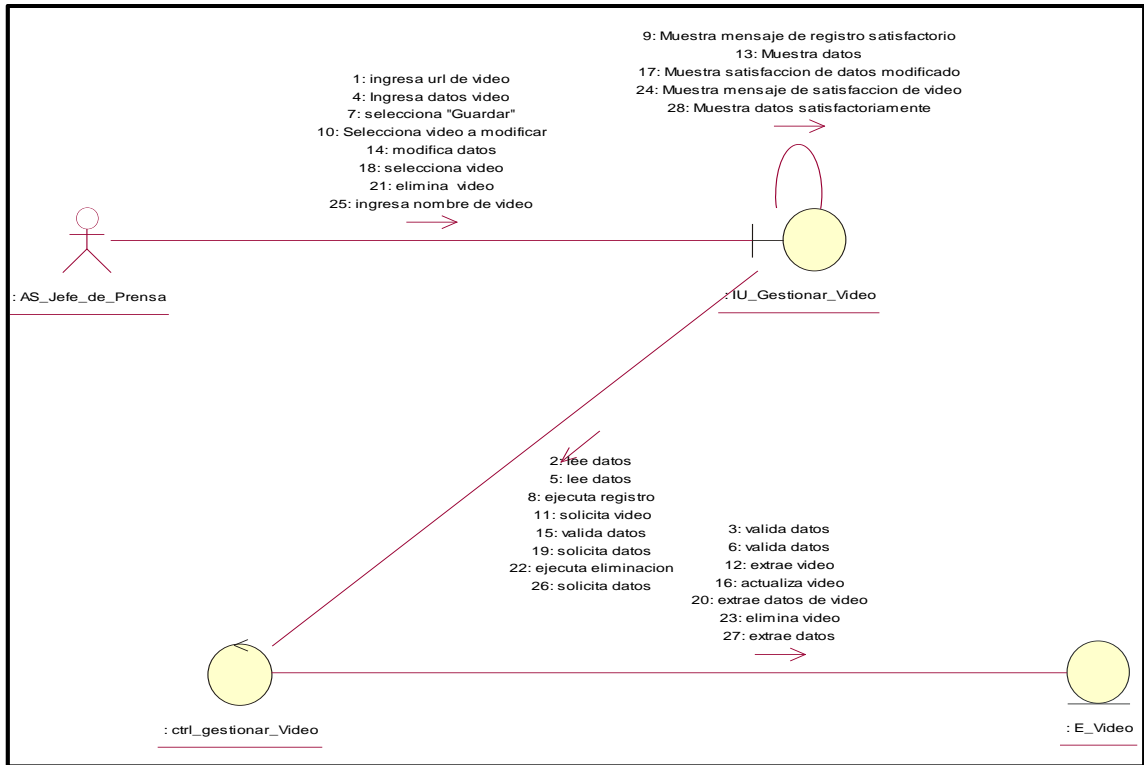 9: Muestra mensaje de registro satisfactorio
13: Muestra datos
17: Muestra satisfaccion de datos modificado
24: Muestra mensaje de satisfaccion de video
28: Muestra datos satisfactoriamente
1: ingresa url de video
4: Ingresa datos video
7: selecciona "Guardar"
10: Selecciona video a modificar
14: modifica datos
18: selecciona video
21: elimina video
25: ingresa nombre de video
: AS_Jefe_de_Prensa
: IU_Gestionar_Video
2: lee datos
5: lee datos
8: ejecuta registro
11: solicita video
15: valida datos
19: solicita datos
22: ejecuta eliminacion
26: solicita datos
3: valida datos
6: valida datos
12: extrae video
16: actualiza video
20: extrae datos de video
23: elimina video
27: extrae datos
: ctrl_gestionar_Video
: E_Video